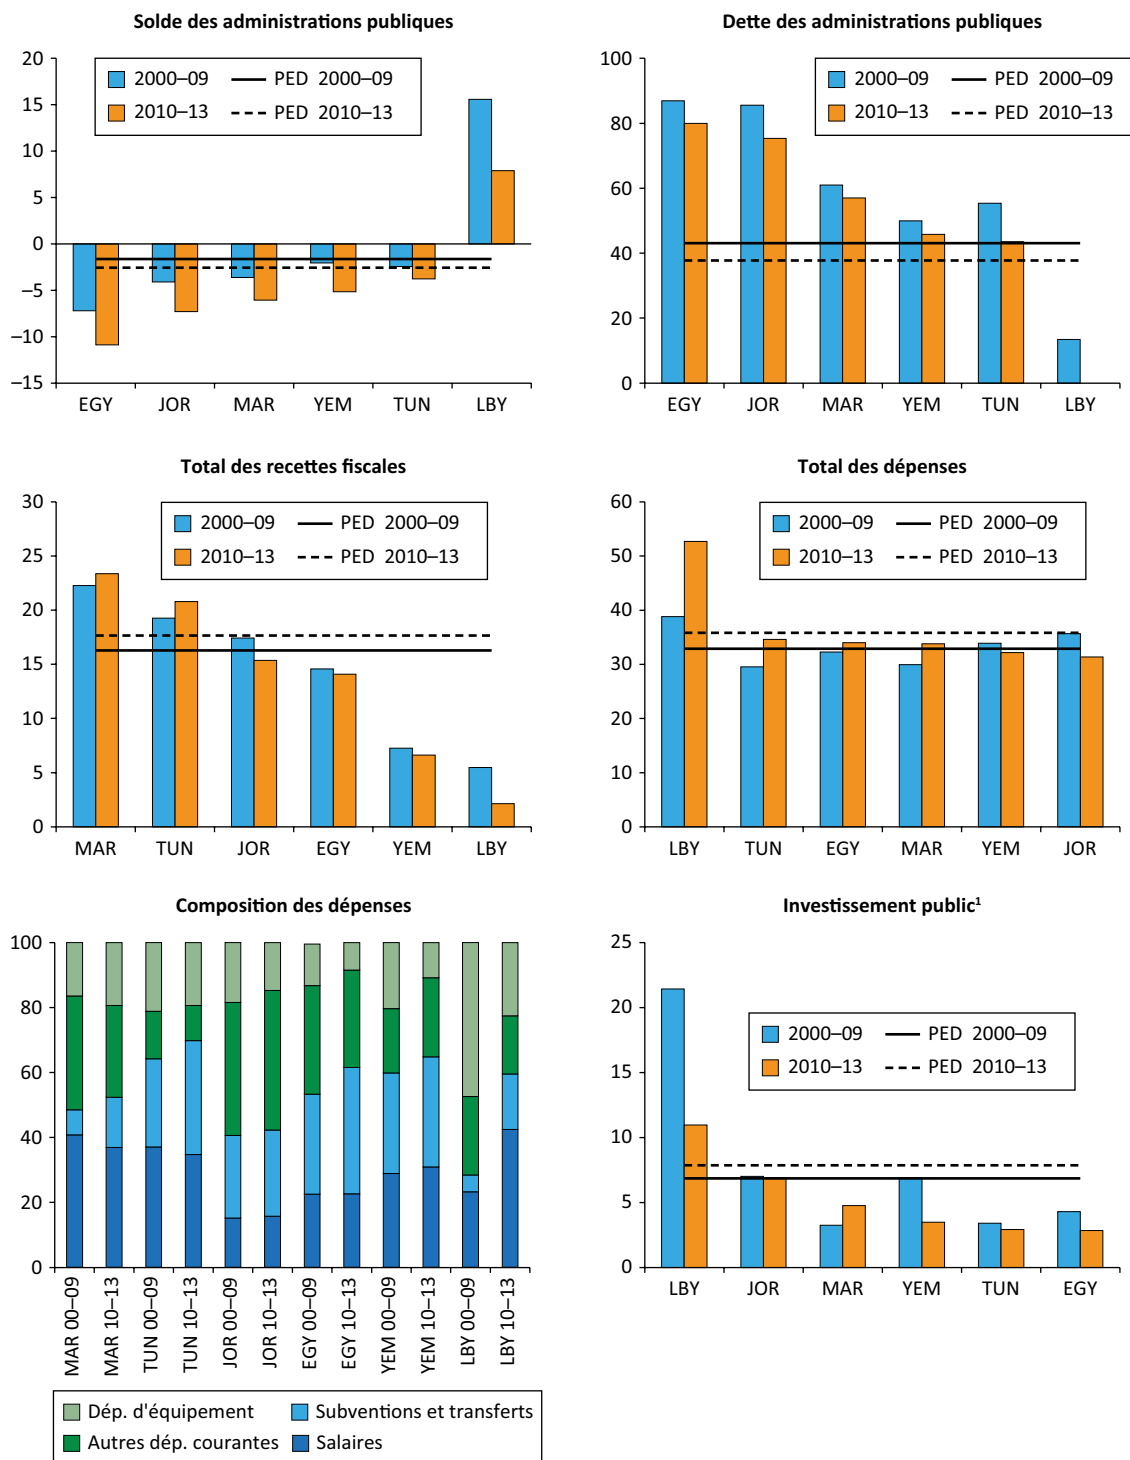 Solde des administrations publiques
20
15
10
5
0
–5
–10
–15
2000–09
PED 2000–09
2010–13
PED 2010–13
EGY JOR MAR YEM TUN LBY
Dette des administrations publiques
100
80
60
40
20
0
2000–09
PED 2000–09
2010–13
PED 2010–13
EGY JOR MAR YEM TUN LBY
Total des recettes fiscales
30
25
20
15
10
5
0
2000–09
PED 2000–09
2010–13
PED 2010–13
MAR TUN JOR EGY YEM LBY
Total des dépenses
60
50
40
30
20
10
0
2000–09
PED 2000–09
2010–13
PED 2010–13
LBY TUN EGY MAR YEM JOR
Composition des dépenses
100
80
60
40
20
0
MAR 00–09
MAR 10–13
TUN 00–09
TUN 10–13
JOR 00–09
JOR 10–13
EGY 00–09
EGY 10–13
YEM 00–09
YEM 10–13
LBY 00–09
LBY 10–13
Dép. d'équipement
Subventions et transferts
Autres dép. courantes
Salaires
Investissement public¹
25
20
15
10
5
0
2000–09
PED 2000–09
2010–13
PED 2010–13
LBY JOR MAR YEM TUN EGY